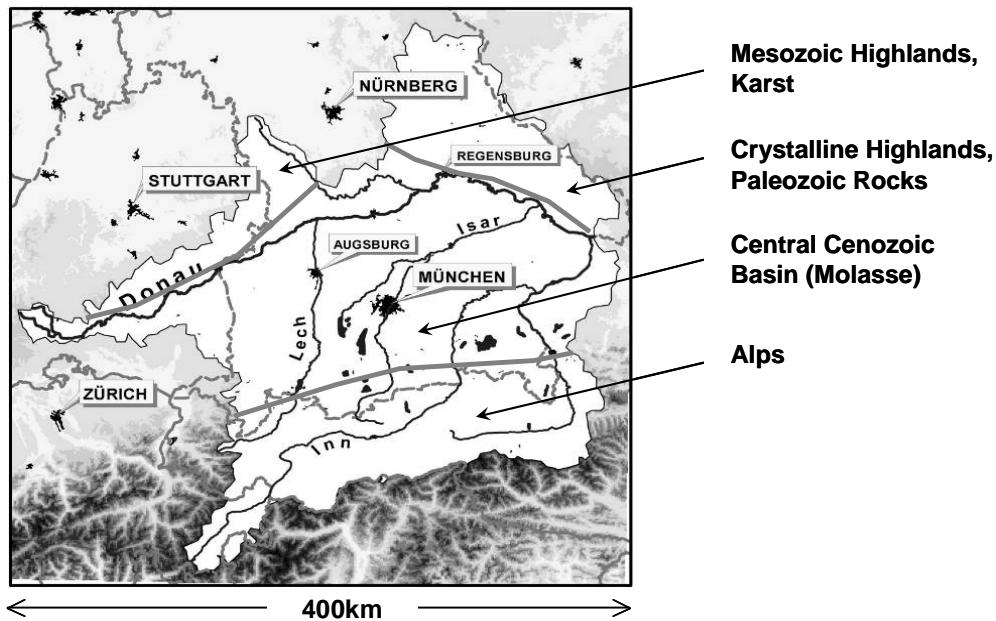 NÜRNBERG
REGENSBURG
STUTTGART
Isar
AUGSBURG
Donau
MÜNCHEN
Lech
ZÜRICH
Inn
Mesozoic Highlands,
Karst
Crystalline Highlands,
Paleozoic Rocks
Central Cenozoic
Basin (Molasse)
Alps
400km